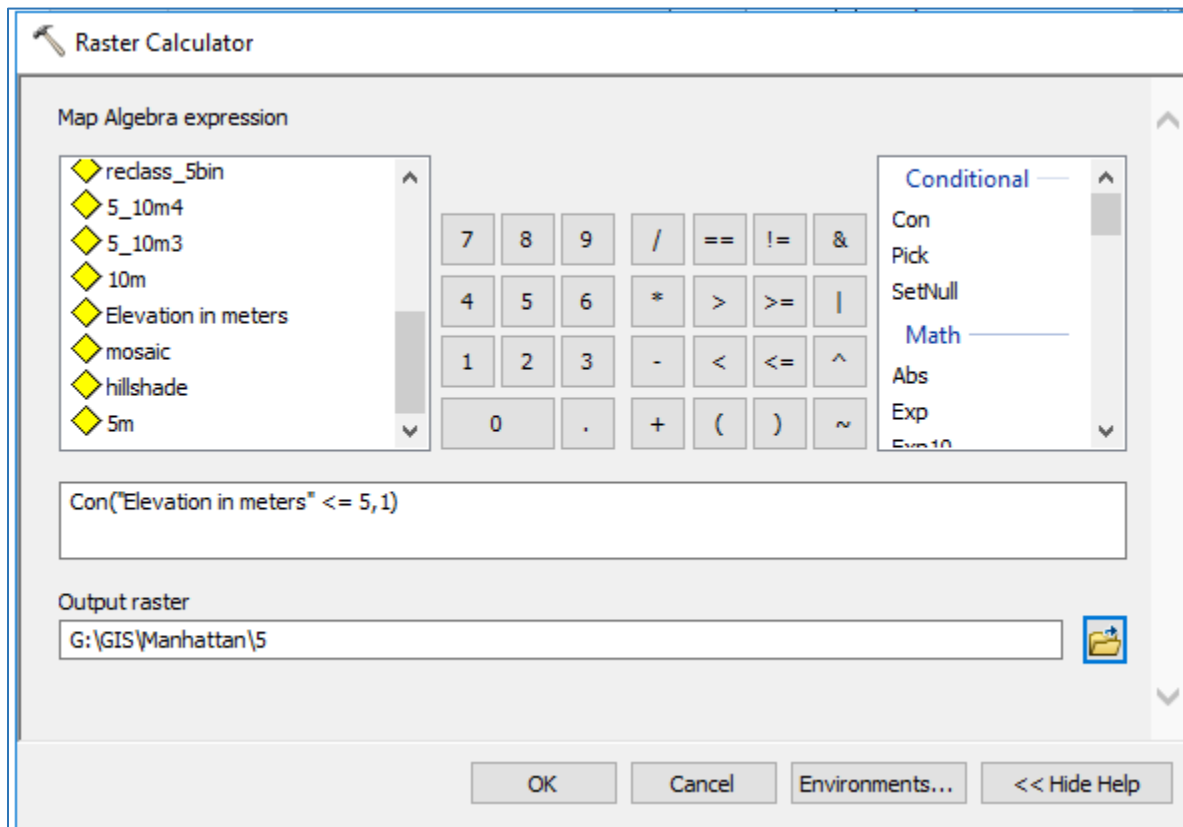 Raster Calculator
Map Algebra expression
reclass_5bin
5_10m4
5_10m3
10m
Elevation in meters
mosaic
hillshade
5m
7 8 9 / == != &
4 5 6 * > >= |
1 2 3 - < <= ^
0 . + ( ) ~
Conditional
Con
Pick
SetNull
Math
Abs
Exp
Exp10
Con("Elevation in meters" <= 5,1)
Output raster
G:\GIS\Manhattan\5
OK Cancel Environments... << Hide Help